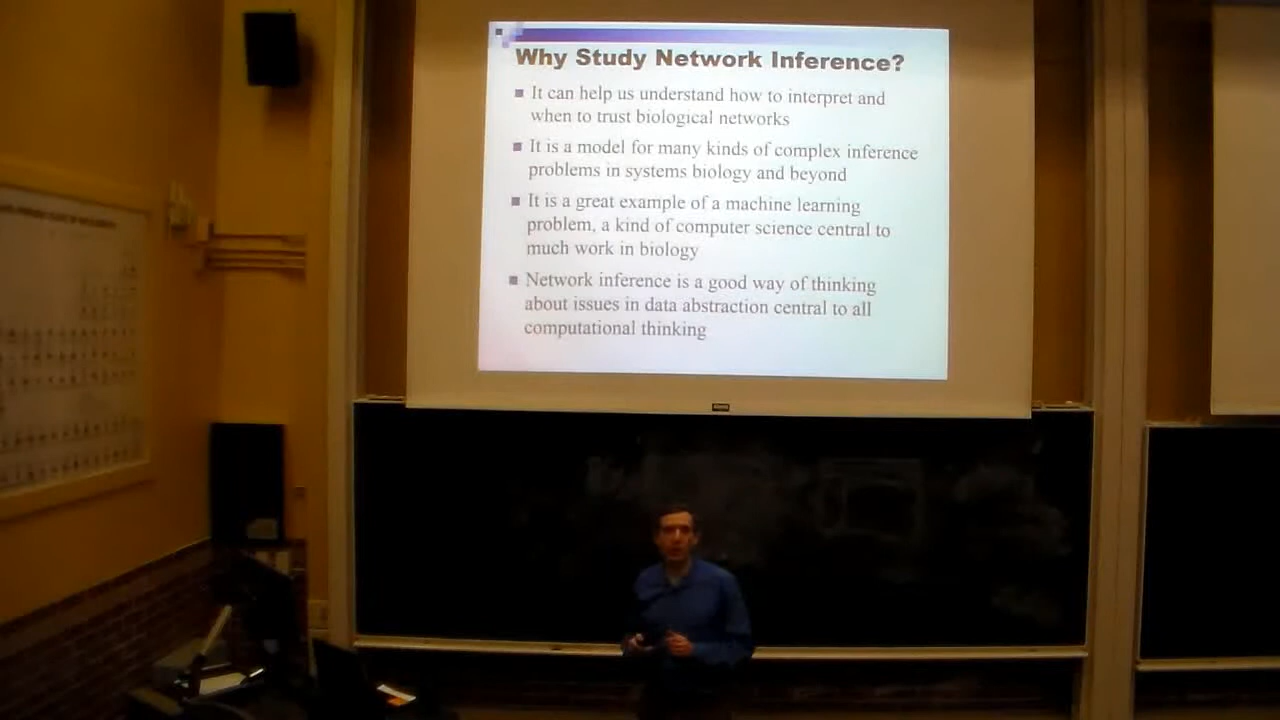 Why Study Network Inference?
It can help us understand how to interpret and
when to trust biological networks
It is a model for many kinds of complex inference
problems in systems biology and beyond
It is a great example of a machine learning
problem, a kind of computer science central to
much work in biology
Network inference is a good way of thinking
about issues in data abstraction central to all
computational thinking